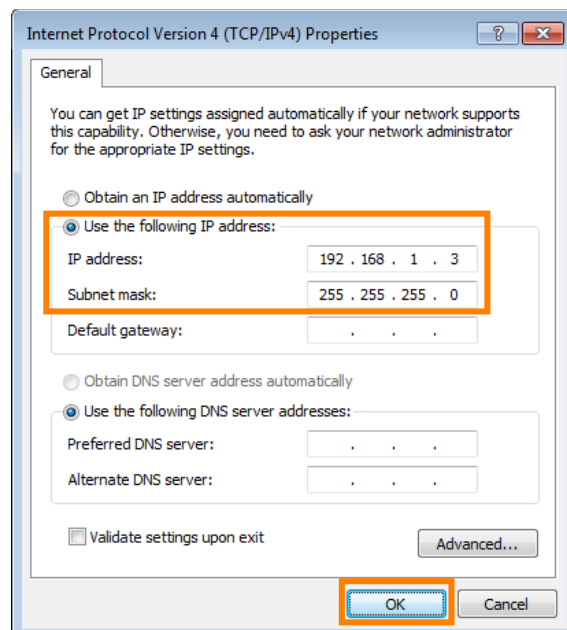 Internet Protocol Version 4 (TCP/IPv4) Properties
General
You can get IP settings assigned automatically if your network supports
this capability. Otherwise, you need to ask your network administrator
for the appropriate IP settings.
Obtain an IP address automatically
Use the following IP address:
IP address: 192 . 168 . 1 . 3
Subnet mask: 255 . 255 . 255 . 0
Default gateway: . . .
Obtain DNS server address automatically
Use the following DNS server addresses:
Preferred DNS server: . . .
Alternate DNS server: . . .
Validate settings upon exit
Advanced...
OK Cancel